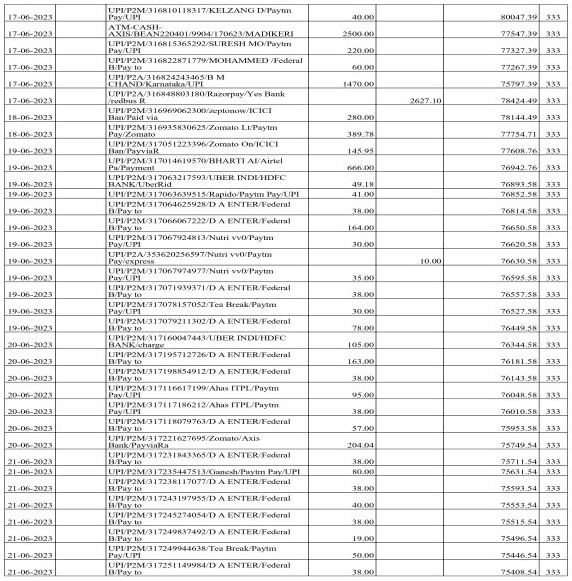 17-06-2023 UPI/P2M/316810118317/KELZANG D/Paytm
Pay/UPI 40.00 80047.39 333
17-06-2023 ATM-CASH-
AXIS/BEAN220401/9904/170623/MADIKERI 2500.00 77547.39 333
17-06-2023 UPI/P2M/316815365292/SURESH MO/Paytm
Pay/UPI 220.00 77327.39 333
17-06-2023 UPI/P2M/316822871779/MOHAMMED /Federal
B/Pay to 60.00 77267.39 333
17-06-2023 UPI/P2A/316824243465/B M
CHAND/Karnataka/UPI 1470.00 75797.39 333
17-06-2023 UPI/P2A/316848803180/Razorpay/Yes Bank
/redbus R 2627.10 78424.49 333
18-06-2023 UPI/P2M/316969062300/zeptonow/ICICI
Ban/Paid via 280.00 78144.49 333
18-06-2023 UPI/P2M/316935830625/Zomato Lt/Paytm
Pay/Zomato 389.78 77754.71 333
19-06-2023 UPI/P2M/317051223396/Zomato On/ICICI
Ban/PayviaR 145.95 77608.76 333
19-06-2023 UPI/P2M/317014619570/BHARTI AI/Airtel
Pa/Payment 666.00 76942.76 333
19-06-2023 UPI/P2M/317063217593/UBER INDI/HDFC
BANK/UberRid 49.18 76893.58 333
19-06-2023 UPI/P2M/317063639515/Rapido/Paytm Pay/UPI 41.00 76852.58 333
19-06-2023 UPI/P2M/317064625928/D A ENTER/Federal
B/Pay to 38.00 76814.58 333
19-06-2023 UPI/P2M/317066067222/D A ENTER/Federal
B/Pay to 164.00 76650.58 333
19-06-2023 UPI/P2M/317067924813/Nutri vv0/Paytm
Pay/UPI 30.00 76620.58 333
19-06-2023 UPI/P2A/353620256597/Nutri vv0/Paytm
Pay/express 10.00 76630.58 333
19-06-2023 UPI/P2M/317067974977/Nutri vv0/Paytm
Pay/UPI 35.00 76595.58 333
19-06-2023 UPI/P2M/317071939371/D A ENTER/Federal
B/Pay to 38.00 76557.58 333
19-06-2023 UPI/P2M/317078157052/Tea Break/Paytm
Pay/UPI 30.00 76527.58 333
19-06-2023 UPI/P2M/317079211302/D A ENTER/Federal
B/Pay to 78.00 76449.58 333
20-06-2023 UPI/P2M/317160047443/UBER INDI/HDFC
BANK/charge 105.00 76344.58 333
20-06-2023 UPI/P2M/317195712726/D A ENTER/Federal
B/Pay to 163.00 76181.58 333
20-06-2023 UPI/P2M/317198854912/D A ENTER/Federal
B/Pay to 38.00 76143.58 333
20-06-2023 UPI/P2M/317116617199/Ahas ITPL/Paytm
Pay/UPI 95.00 76048.58 333
20-06-2023 UPI/P2M/317117186212/Ahas ITPL/Paytm
Pay/UPI 38.00 76010.58 333
20-06-2023 UPI/P2M/317118079763/D A ENTER/Federal
B/Pay to 57.00 75953.58 333
20-06-2023 UPI/P2M/317221627695/Zomato/Axis
Bank/PayviaRa 204.04 75749.54 333
21-06-2023 UPI/P2M/317231843365/D A ENTER/Federal
B/Pay to 38.00 75711.54 333
21-06-2023 UPI/P2M/317235447513/Ganesh/Paytm Pay/UPI 80.00 75631.54 333
21-06-2023 UPI/P2M/317238117077/D A ENTER/Federal
B/Pay to 38.00 75593.54 333
21-06-2023 UPI/P2M/317243197955/D A ENTER/Federal
B/Pay to 40.00 75553.54 333
21-06-2023 UPI/P2M/317245274054/D A ENTER/Federal
B/Pay to 38.00 75515.54 333
21-06-2023 UPI/P2M/317249837492/D A ENTER/Federal
B/Pay to 19.00 75496.54 333
21-06-2023 UPI/P2M/317249944638/Tea Break/Paytm
Pay/UPI 50.00 75446.54 333
21-06-2023 UPI/P2M/317251149984/D A ENTER/Federal
B/Pay to 38.00 75408.54 333